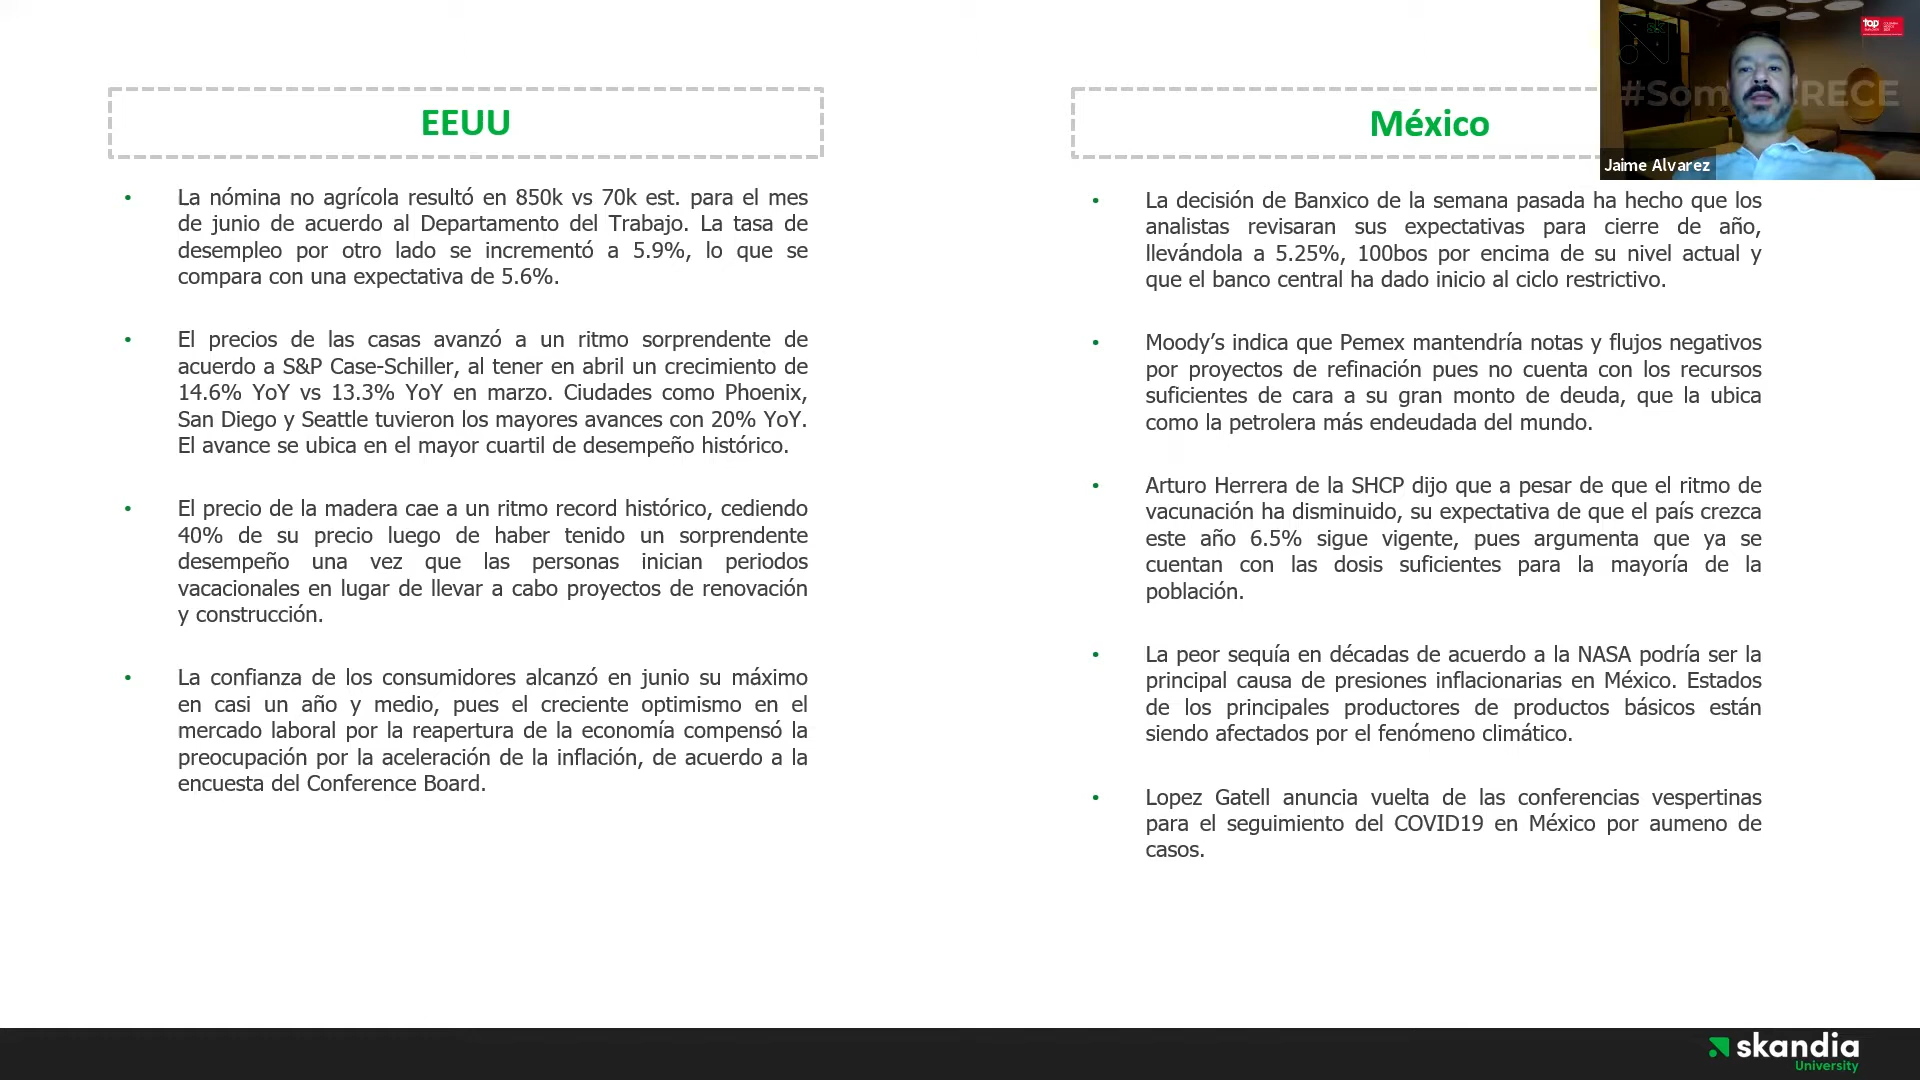 EEUU
La nómina no agrícola resultó en 850k vs 70k est. para el mes
de junio de acuerdo al Departamento del Trabajo. La tasa de
desempleo por otro lado se incrementó a 5.9%, lo que se
compara con una expectativa de 5.6%.
El precios de las casas avanzó a un ritmo sorprendente de
acuerdo a S&P Case-Schiller, al tener en abril un crecimiento de
14.6% YoY vs 13.3% YoY en marzo. Ciudades como Phoenix,
San Diego y Seattle tuvieron los mayores avances con 20% YoY.
El avance se ubica en el mayor cuartil de desempeño histórico.
El precio de la madera cae a un ritmo record histórico, cediendo
40% de su precio luego de haber tenido un sorprendente
desempeño una vez que las personas inician periodos
vacacionales en lugar de llevar a cabo proyectos de renovación
y construcción.
La confianza de los consumidores alcanzó en junio su máximo
en casi un año y medio, pues el creciente optimismo en el
mercado laboral por la reapertura de la economía compensó la
preocupación por la aceleración de la inflación, de acuerdo a la
encuesta del Conference Board.
México
La decisión de Banxico de la semana pasada ha hecho que los
analistas revisaran sus expectativas para cierre de año,
llevándola a 5.25%, 100bos por encima de su nivel actual y
que el banco central ha dado inicio al ciclo restrictivo.
Moody’s indica que Pemex mantendría notas y flujos negativos
por proyectos de refinación pues no cuenta con los recursos
suficientes de cara a su gran monto de deuda, que la ubica
como la petrolera más endeudada del mundo.
Arturo Herrera de la SHCP dijo que a pesar de que el ritmo de
vacunación ha disminuido, su expectativa de que el país crezca
este año 6.5% sigue vigente, pues argumenta que ya se
cuentan con las dosis suficientes para la mayoría de la
población.
La peor sequía en décadas de acuerdo a la NASA podría ser la
principal causa de presiones inflacionarias en México. Estados
de los principales productores de productos básicos están
siendo afectados por el fenómeno climático.
Lopez Gatell anuncia vuelta de las conferencias vespertinas
para el seguimiento del COVID19 en México por aumeno de
casos.
top
#Som RECE
Jaime Alvarez
skandia
University